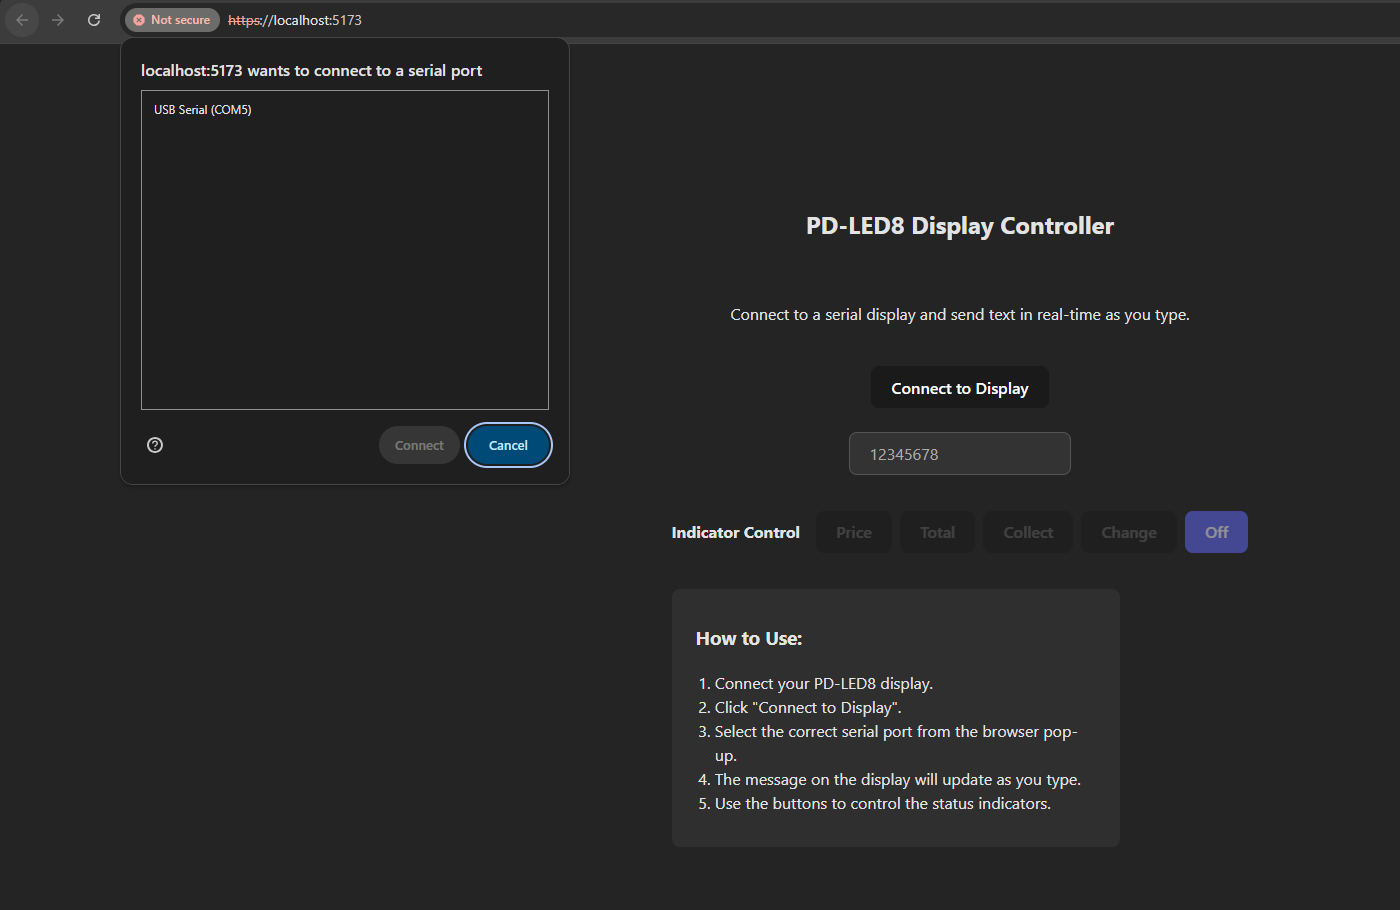 Not secure https://localhost:5173
localhost:5173 wants to connect to a serial port
USB Serial (COM5)
Connect
Cancel
PD-LED8 Display Controller
Connect to a serial display and send text in real-time as you type.
Connect to Display
12345678
Indicator Control Price Total Collect Change Off
How to Use:
1. Connect your PD-LED8 display.
2. Click "Connect to Display".
3. Select the correct serial port from the browser pop-
up.
4. The message on the display will update as you type.
5. Use the buttons to control the status indicators.